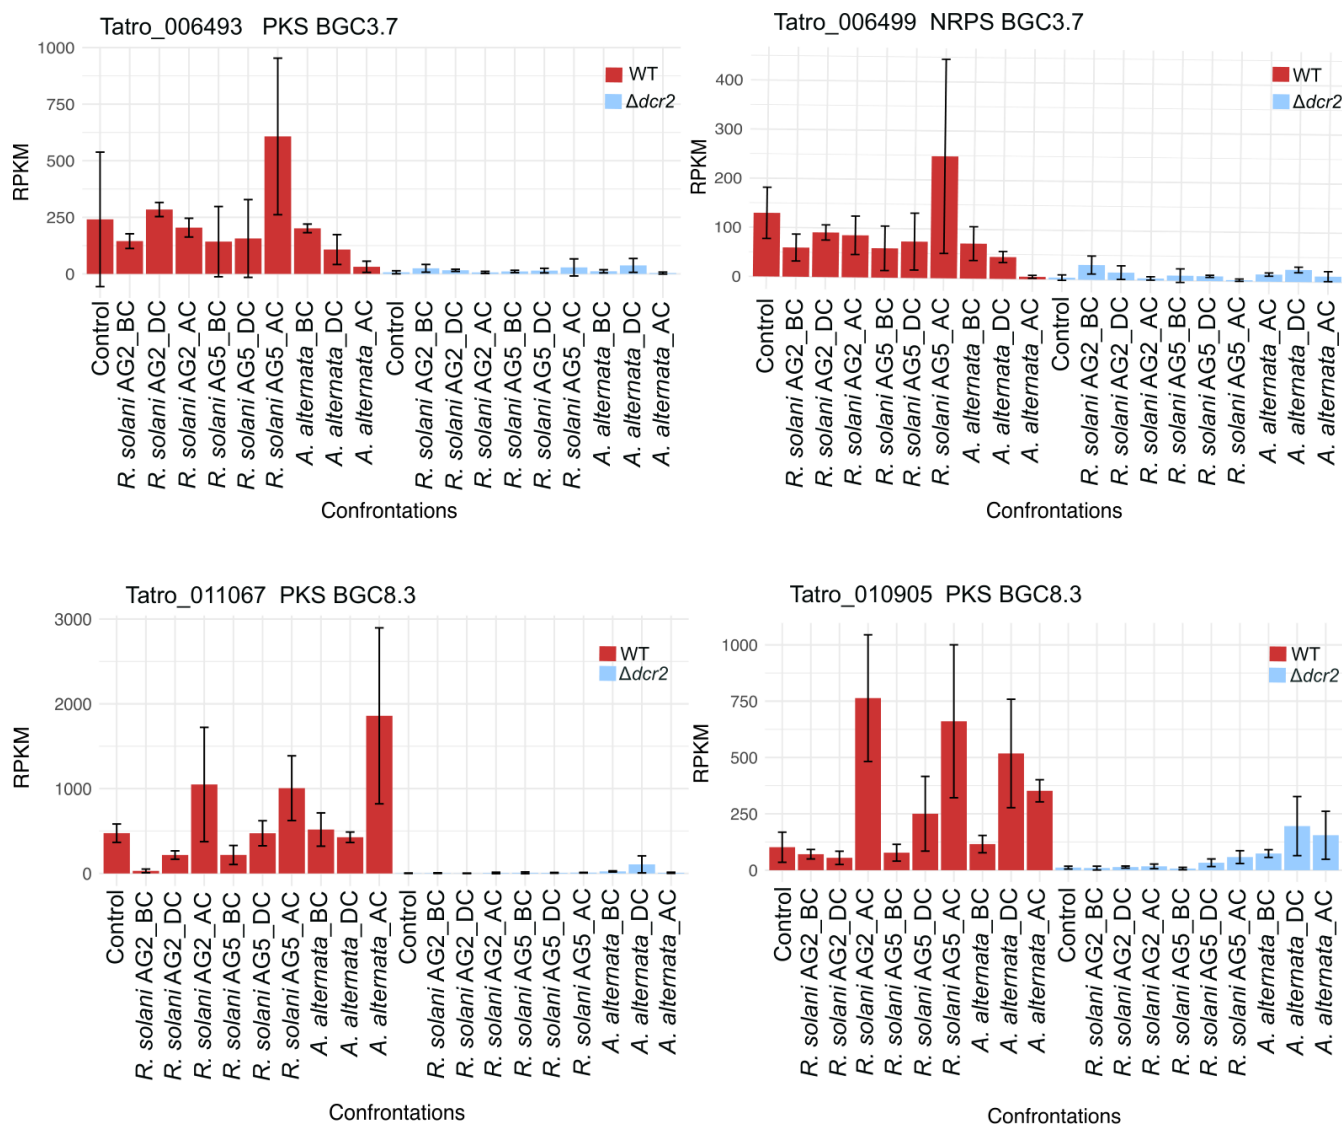 Tatro_006493 PKS BGC3.7
WT
Δdcr2
RPKM
1000
750
500
250
0
Control
R. solani AG2_BC
R. solani AG2_DC
R. solani AG2_AC
R. solani AG5_BC
R. solani AG5_DC
R. solani AG5_AC
A. alternata_BC
A. alternata_DC
A. alternata_AC
Control
R. solani AG2_BC
R. solani AG2_DC
R. solani AG2_AC
R. solani AG5_BC
R. solani AG5_DC
R. solani AG5_AC
A. alternata_BC
A. alternata_DC
A. alternata_AC
Confrontations
Tatro_006499 NRPS BGC3.7
WT
Δdcr2
RPKM
400
300
200
100
0
Control
R. solani AG2_BC
R. solani AG2_DC
R. solani AG2_AC
R. solani AG5_BC
R. solani AG5_DC
R. solani AG5_AC
A. alternata_BC
A. alternata_DC
A. alternata_AC
Control
R. solani AG2_BC
R. solani AG2_DC
R. solani AG2_AC
R. solani AG5_BC
R. solani AG5_DC
R. solani AG5_AC
A. alternata_AC
A. alternata_DC
A. alternata_AC
Confrontations
Tatro_011067 PKS BGC8.3
WT
Δdcr2
RPKM
3000
2000
1000
0
Control
R. solani AG2_BC
R. solani AG2_DC
R. solani AG2_AC
R. solani AG5_BC
R. solani AG5_DC
R. solani AG5_AC
A. alternata_BC
A. alternata_DC
A. alternata_AC
Control
R. solani AG2_BC
R. solani AG2_DC
R. solani AG2_AC
R. solani AG5_BC
R. solani AG5_DC
R. solani AG5_AC
A. alternata_BC
A. alternata_DC
A. alternata_AC
Confrontations
Tatro_010905 PKS BGC8.3
WT
Δdcr2
RPKM
1000
750
500
250
0
Control
R. solani AG2_BC
R. solani AG2_DC
R. solani AG2_AC
R. solani AG5_BC
R. solani AG5_DC
R. solani AG5_AC
A. alternata_BC
A. alternata_DC
A. alternata_AC
Control
R. solani AG2_BC
R. solani AG2_DC
R. solani AG2_AC
R. solani AG5_BC
R. solani AG5_DC
R. solani AG5_AC
A. alternata_BC
A. alternata_DC
A. alternata_AC
Confrontations